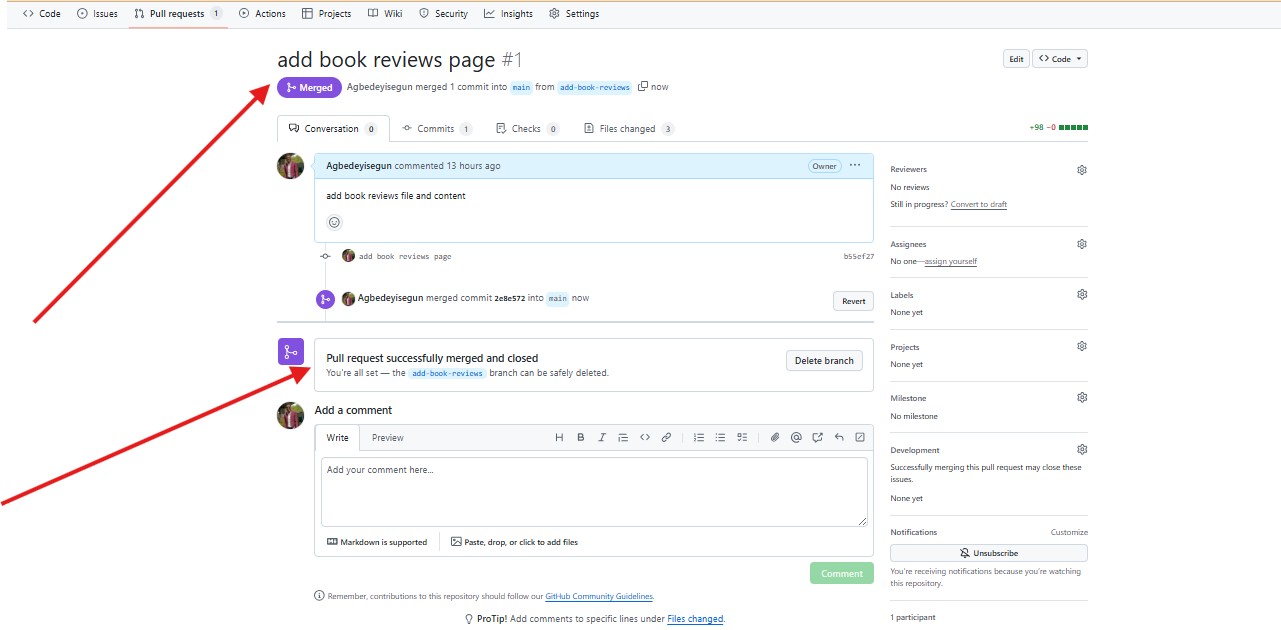 Code Issues Pull requests 1 Actions Projects Wiki Security Insights Settings
add book reviews page #1
Edit Code
Merged Agbedeyisegun merged 1 commit into main from add-book-reviews now
Conversation 0 Commits 1 Checks 0 Files changed 3
+98 −0
Agbedeyisegun commented 13 hours ago Owner ···
add book reviews file and content
add book reviews page b55ef27
Agbedeyisegun merged commit 2e8e572 into main now Revert
Pull request successfully merged and closed
You're all set — the add-book-reviews branch can be safely deleted.
Delete branch
Add a comment
Write Preview
Add your comment here...
Markdown is supported Paste, drop, or click to add files
Comment
Remember, contributions to this repository should follow our GitHub Community Guidelines.
ProTip! Add comments to specific lines under Files changed.
Reviewers
No reviews
Still in progress? Convert to draft
Assignees
No one—assign yourself
Labels
None yet
Projects
None yet
Milestone
No milestone
Development
Successfully merging this pull request may close these
issues.
None yet
Notifications Customize
Unsubscribe
You're receiving notifications because you're watching
this repository.
1 participant